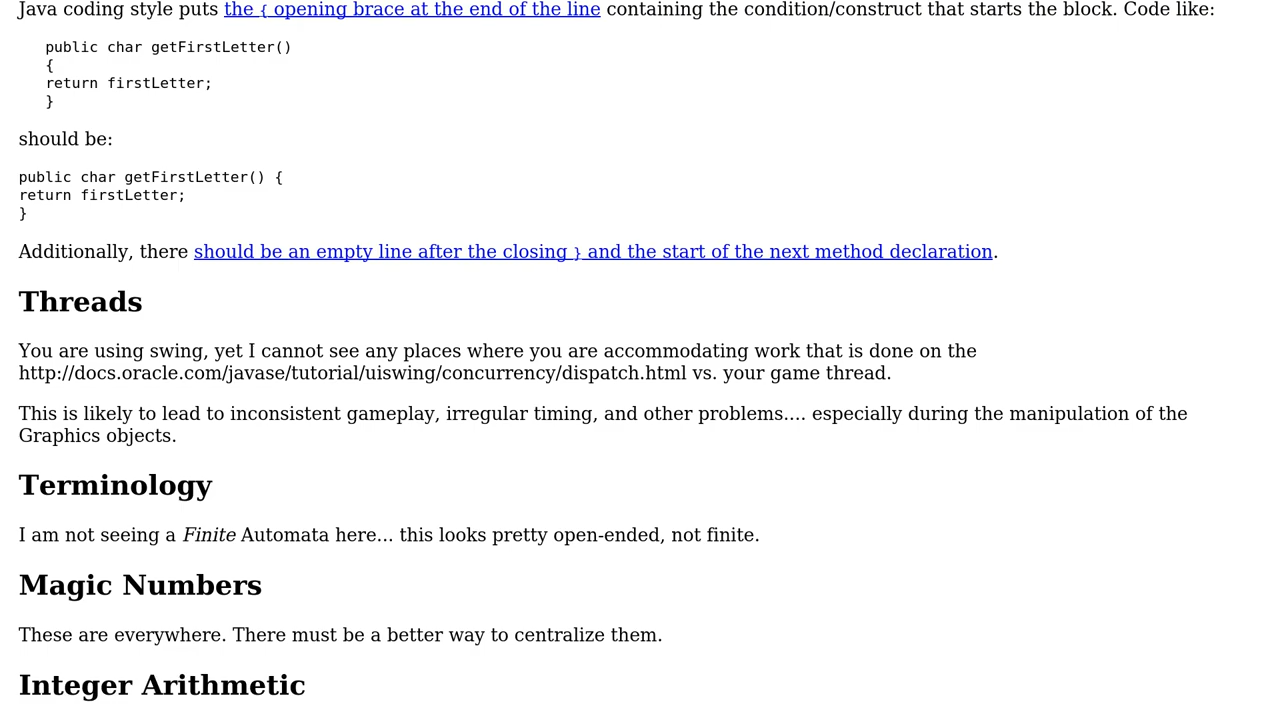 Java coding style puts the { opening brace at the end of the line containing the condition/construct that starts the block. Code like:
public char getFirstLetter()
{
return firstLetter;
}
should be:
public char getFirstLetter() {
return firstLetter;
}
Additionally, there should be an empty line after the closing } and the start of the next method declaration.
Threads
You are using swing, yet I cannot see any places where you are accommodating work that is done on the
http://docs.oracle.com/javase/tutorial/uiswing/concurrency/dispatch.html vs. your game thread.
This is likely to lead to inconsistent gameplay, irregular timing, and other problems.... especially during the manipulation of the
Graphics objects.
Terminology
I am not seeing a Finite Automata here... this looks pretty open-ended, not finite.
Magic Numbers
These are everywhere. There must be a better way to centralize them.
Integer Arithmetic